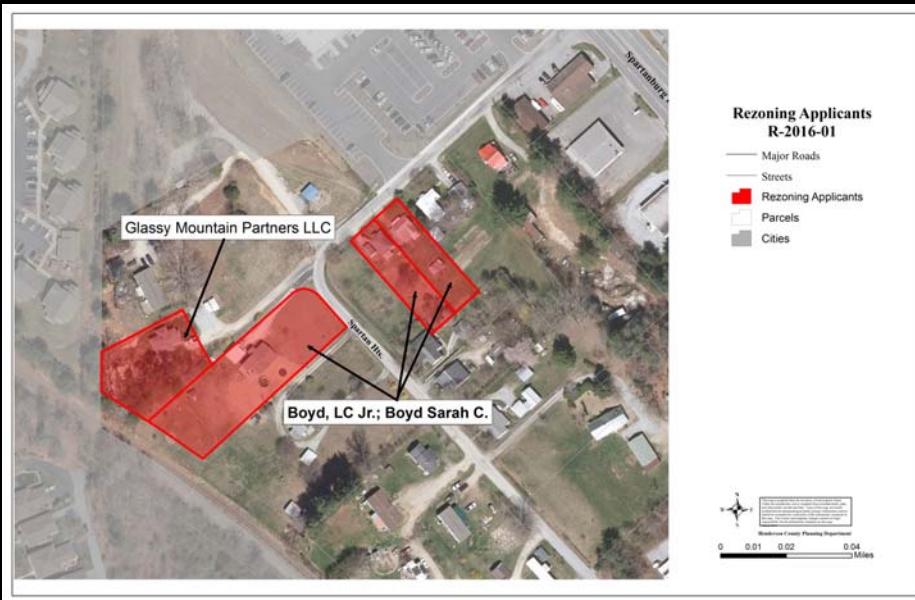 Spartanburg
Rezoning Applicants
R-2016-01
Major Roads
Streets
Rezoning Applicants
Parcels
Cities
Glassy Mountain Partners LLC
Spartan Hts.
Boyd, LC Jr.; Boyd Sarah C.
N
W
E
S
Henderson County Planning Department
0 0.01 0.02 0.04
Miles